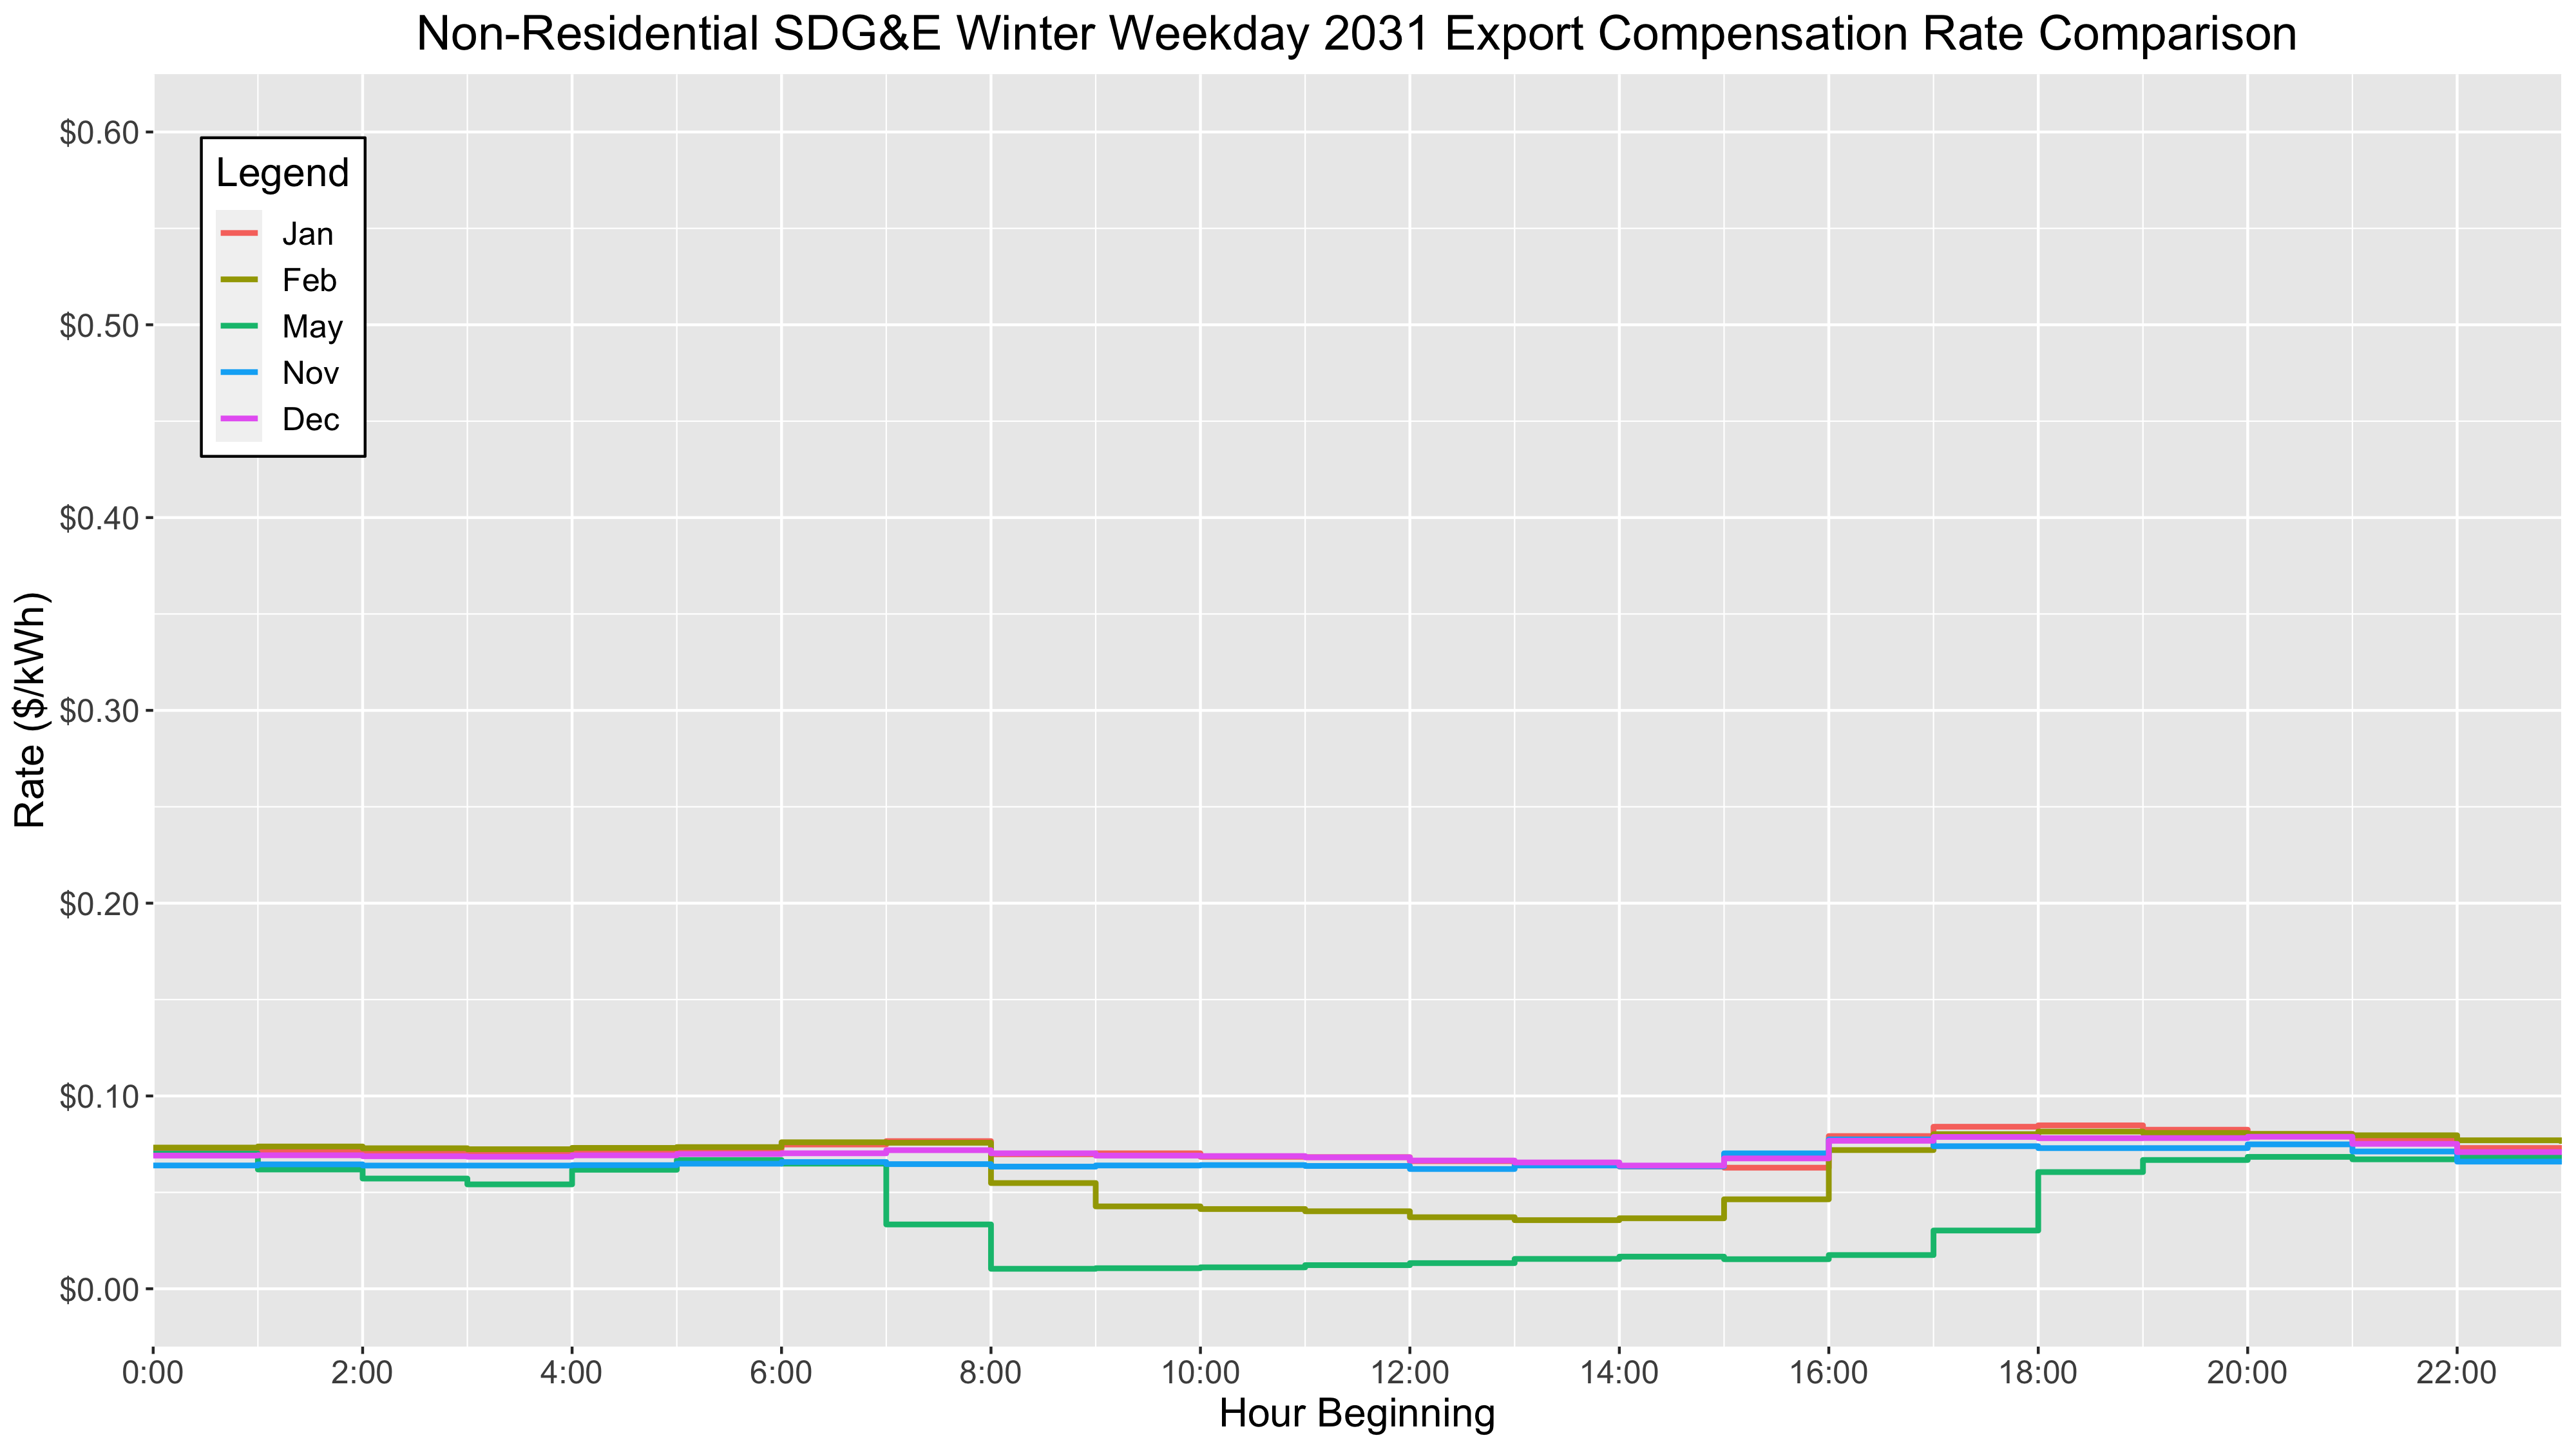 Non-Residential SDG&E Winter Weekday 2031 Export Compensation Rate Comparison
Legend
Jan
Feb
May
Nov
Dec
Rate ($/kWh)
$0.60
$0.50
$0.40
$0.30
$0.20
$0.10
$0.00
0:00 2:00 4:00 6:00 8:00 10:00 12:00 14:00 16:00 18:00 20:00 22:00
Hour Beginning